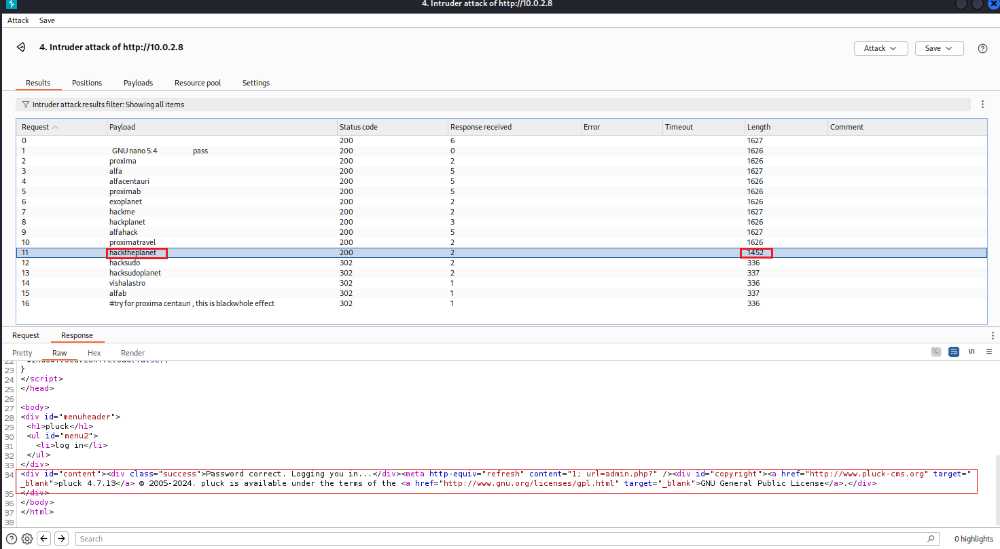 4. Intruder attack of http://10.0.2.8
Attack Save
4. Intruder attack of http://10.0.2.8 Attack Save
Results Positions Payloads Resource pool Settings
Intruder attack results filter: Showing all items
Request Payload Status code Response received Error Timeout Length Comment
0 200 6 1627
1 GNU nano 5.4 pass 200 0 1626
2 proxima 200 2 1626
3 alfa 200 5 1627
4 alfacentauri 200 5 1626
5 proximab 200 5 1626
6 exoplanet 200 2 1626
7 hackme 200 2 1627
8 hackplanet 200 3 1626
9 alfahack 200 5 1627
10 proximatravel 200 2 1626
11 hacktheplanet 200 2 1452
12 hacksudo 302 2 336
13 hacksudoplanet 302 2 337
14 vishalastro 302 1 336
15 alfab 302 1 337
16 #try for proxima centauri , this is blackwhole effect 302 1 336
Request Response
Pretty Raw Hex Render \n
22
23 }
24 </script>
25 </head>
26
27 <body>
28 <div id="menuheader">
29 <h1>pluck</h1>
30 <ul id="menu2">
31 <li>log in</li>
32 </ul>
33 </div>
34 <div id="content"><div class="success">Password correct. Logging you in...</div><meta http-equiv="refresh" content="1; url=admin.php?" /><div id="copyright"><a href="http://www.pluck-cms.org" target="
_blank">pluck 4.7.13</a> © 2005-2024. pluck is available under the terms of the <a href="http://www.gnu.org/licenses/gpl.html" target="_blank">GNU General Public License</a>.</div>
35 </div>
36 </body>
37 </html>
38
Search 0 highlights